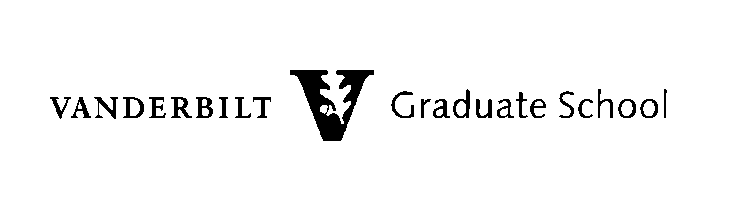 VANDERBILT V Graduate School